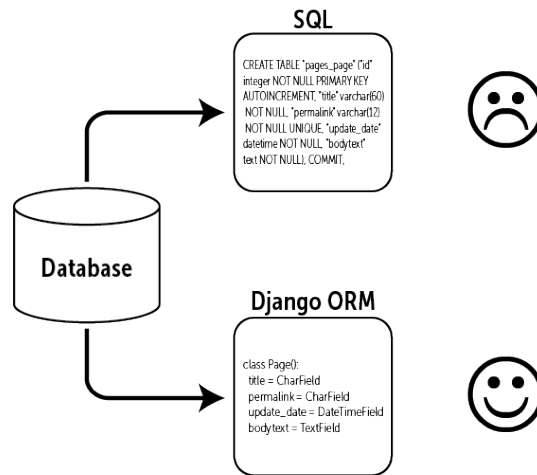 SQL
CREATE TABLE "pages_page" ("id"
integer NOT NULL PRIMARY KEY
AUTOINCREMENT, "title" varchar(60)
NOT NULL, "permalink" varchar(12)
NOT NULL UNIQUE, "update_date"
datetime NOT NULL, "bodytext"
text NOT NULL); COMMIT,
Database
Django ORM
class Page():
title = CharField
permalink = CharField
update_date = DateTimeField
bodytext = TextField